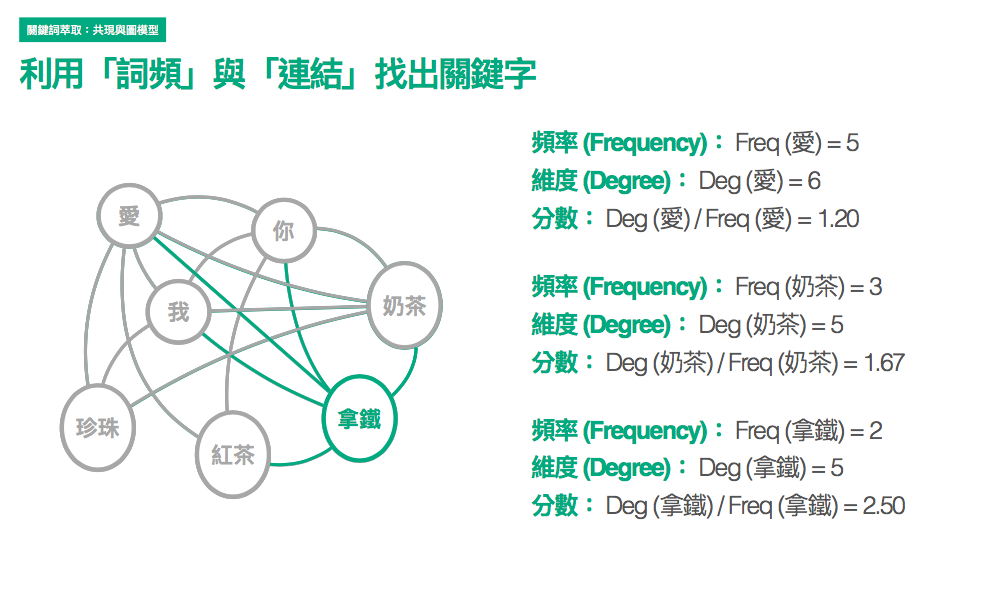 關鍵詞萃取：共現與圖模型
利用「詞頻」與「連結」找出關鍵字
愛
你
我
奶茶
珍珠
紅茶
拿鐵
頻率 (Frequency)： Freq (愛) = 5
維度 (Degree)： Deg (愛) = 6
分數： Deg (愛) / Freq (愛) = 1.20
頻率 (Frequency)： Freq (奶茶) = 3
維度 (Degree)： Deg (奶茶) = 5
分數： Deg (奶茶) / Freq (奶茶) = 1.67
頻率 (Frequency)： Freq (拿鐵) = 2
維度 (Degree)： Deg (拿鐵) = 5
分數： Deg (拿鐵) / Freq (拿鐵) = 2.50